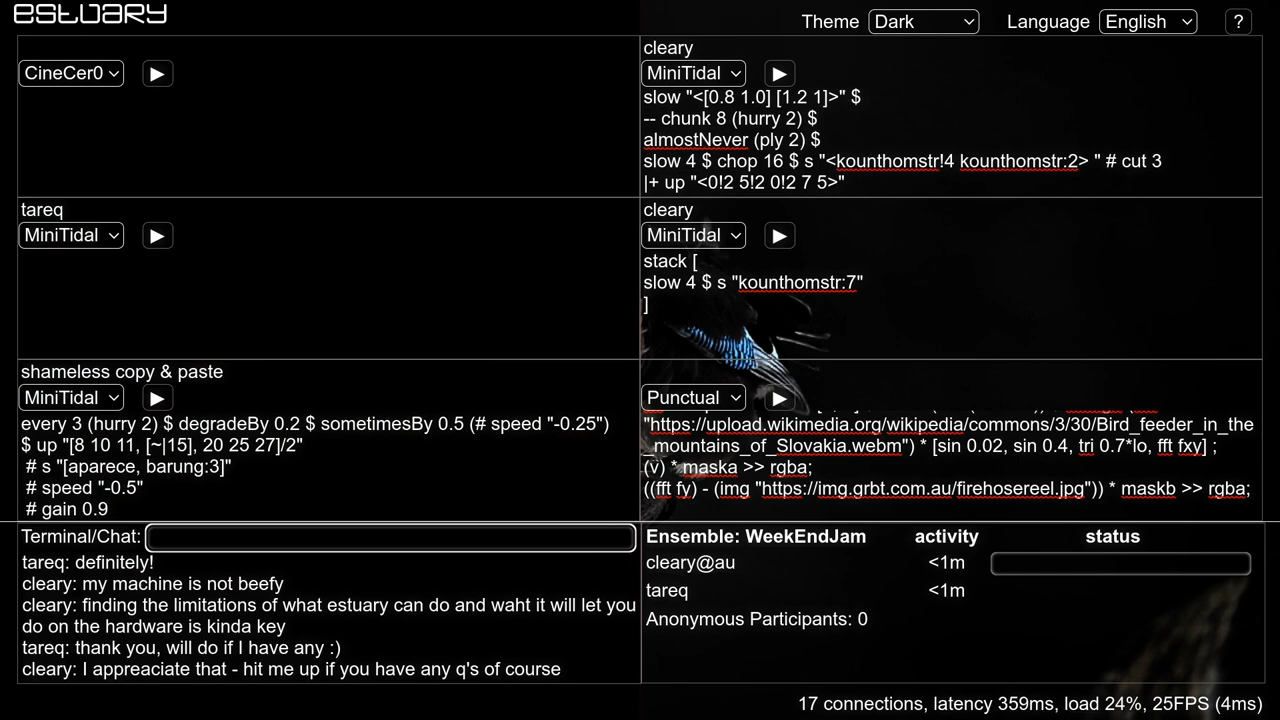 estuary
Theme Dark Language English ?
CineCer0 ▶
cleary
MiniTidal ▶
slow "<[0.8 1.0] [1.2 1]>" $
-- chunk 8 (hurry 2) $
almostNever (ply 2) $
slow 4 $ chop 16 $ s "<kounthomstr!4 kounthomstr:2> " # cut 3
|+ up "<0!2 5!2 0!2 7 5>"
tareq
MiniTidal ▶
cleary
MiniTidal ▶
stack [
slow 4 $ s "kounthomstr:7"
]
shameless copy & paste
MiniTidal ▶
every 3 (hurry 2) $ degradeBy 0.2 $ sometimesBy 0.5 (# speed "-0.25")
$ up "[8 10 11, [~|15], 20 25 27]/2"
# s "[aparece, barung:3]"
# speed "-0.5"
# gain 0.9
Punctual ▶
"https://upload.wikimedia.org/wikipedia/commons/3/30/Bird_feeder_in_the
_mountains_of_Slovakia.webm") * [sin 0.02, sin 0.4, tri 0.7*lo, fft fxy] ;
(v) * maska >> rgba;
((fft fy) - (img "https://img.grbt.com.au/firehosereel.jpg")) * maskb >> rgba;
Terminal/Chat:
tareq: definitely!
cleary: my machine is not beefy
cleary: finding the limitations of what estuary can do and waht it will let you
do on the hardware is kinda key
tareq: thank you, will do if I have any :)
cleary: I appreaciate that - hit me up if you have any q's of course
Ensemble: WeekEndJam activity status
cleary@au <1m
tareq <1m
Anonymous Participants: 0
17 connections, latency 359ms, load 24%, 25FPS (4ms)